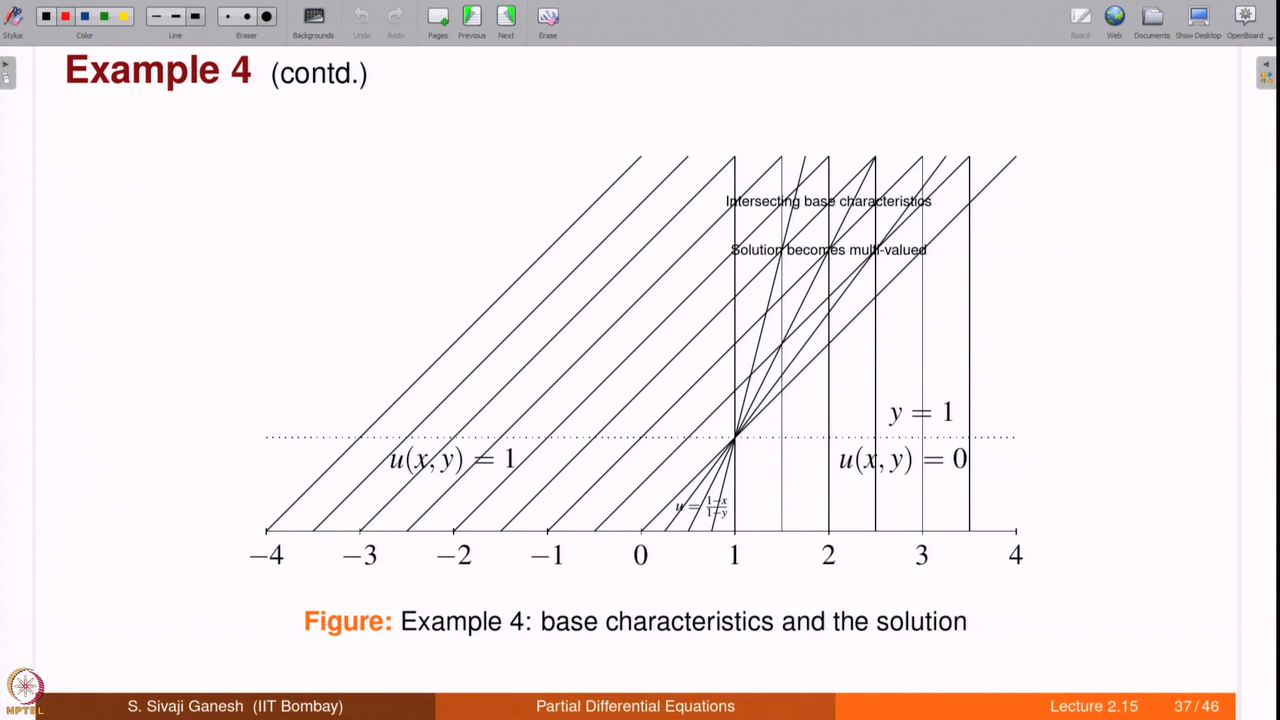 Stylus Color Line Eraser Backgrounds Undo Redo Pages Previous Next Erase Board Web Documents Show Desktop OpenBoard
Example 4 (contd.)
Intersecting base characteristics
Solution becomes multi-valued
y = 1
u(x, y) = 1
u(x, y) = 0
u = \frac{1-x}{1-y}
−4 −3 −2 −1 0 1 2 3 4
Figure: Example 4: base characteristics and the solution
NPTEL
S. Sivaji Ganesh (IIT Bombay) Partial Differential Equations Lecture 2.15 37/46